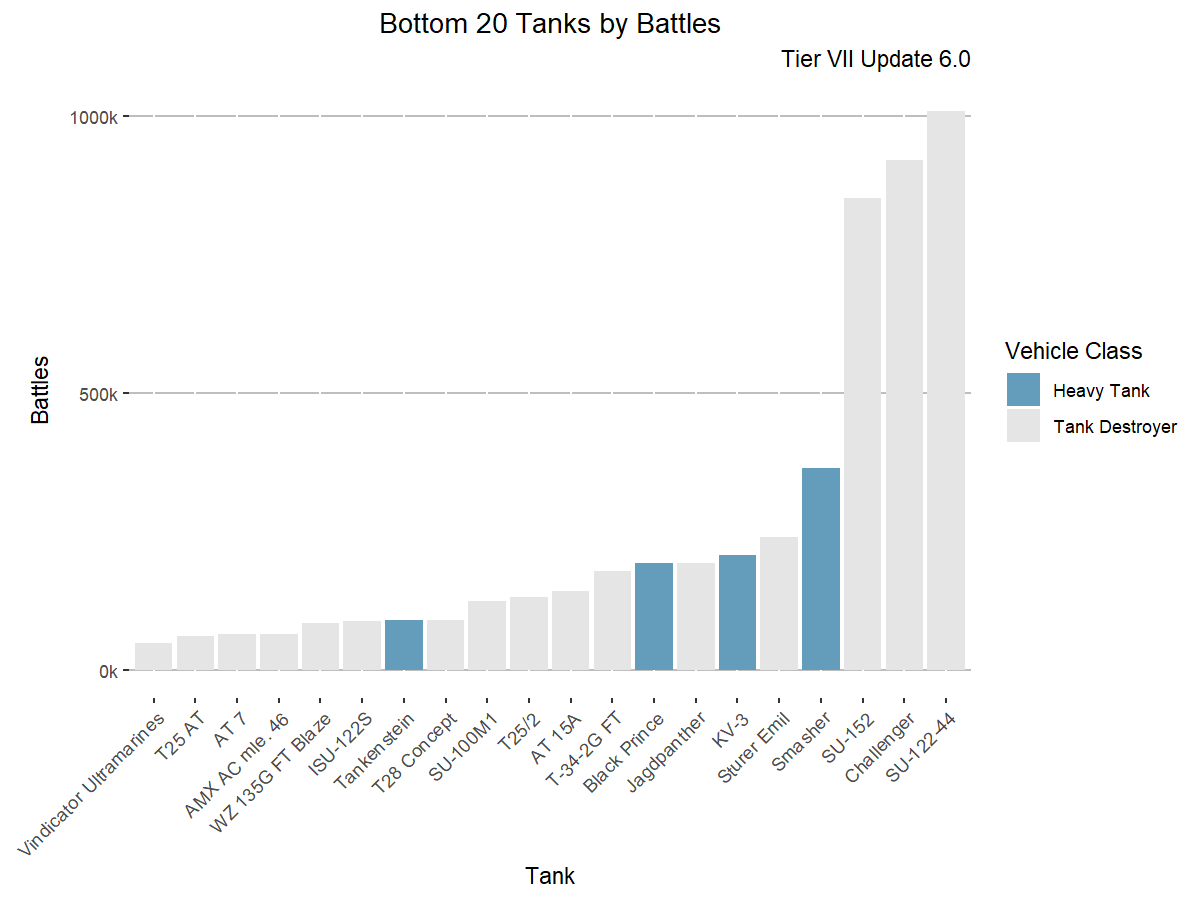 Bottom 20 Tanks by Battles
Tier VII Update 6.0
1000k
500k
0k
Battles
Vindicator Ultramarines
T25 AT
AT 7
AMX AC mle. 46
WZ 135G FT Blaze
ISU-122S
Tankenstein
T28 Concept
SU-100M1
T25/2
AT 15A
T-34-2G FT
Black Prince
Jagdpanther
KV-3
Sturer Emil
Smasher
SU-152
Challenger
SU-122-44
Tank
Vehicle Class
Heavy Tank
Tank Destroyer